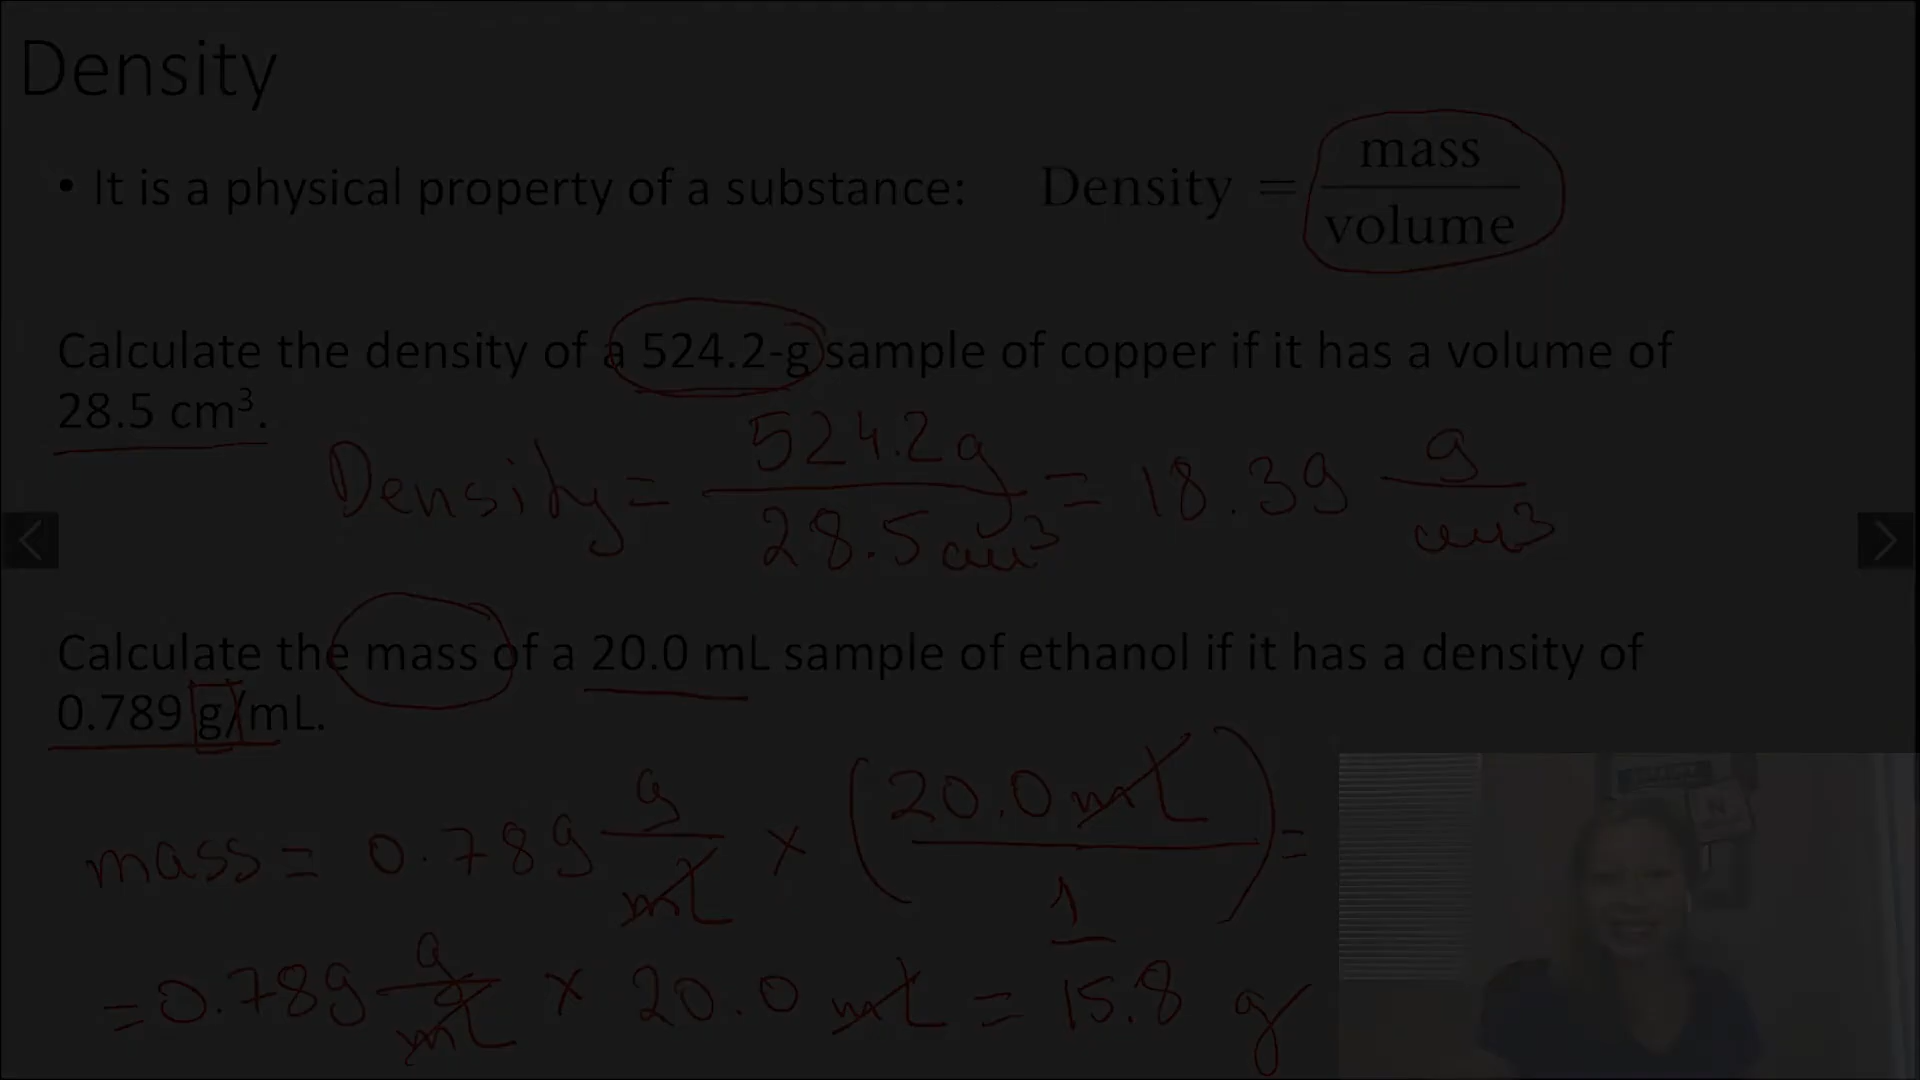 Density
• It is a physical property of a substance: Density = mass / volume
Calculate the density of a 524.2-g sample of copper if it has a volume of
28.5 cm³.
Density = 524.2 g / 28.5 cm³ = 18.39 g / cm³
Calculate the mass of a 20.0 mL sample of ethanol if it has a density of
0.789 g/mL.
mass = 0.789 g / mL × (20.0 mL / 1) =
= 0.789 g / mL × 20.0 mL = 15.8 g